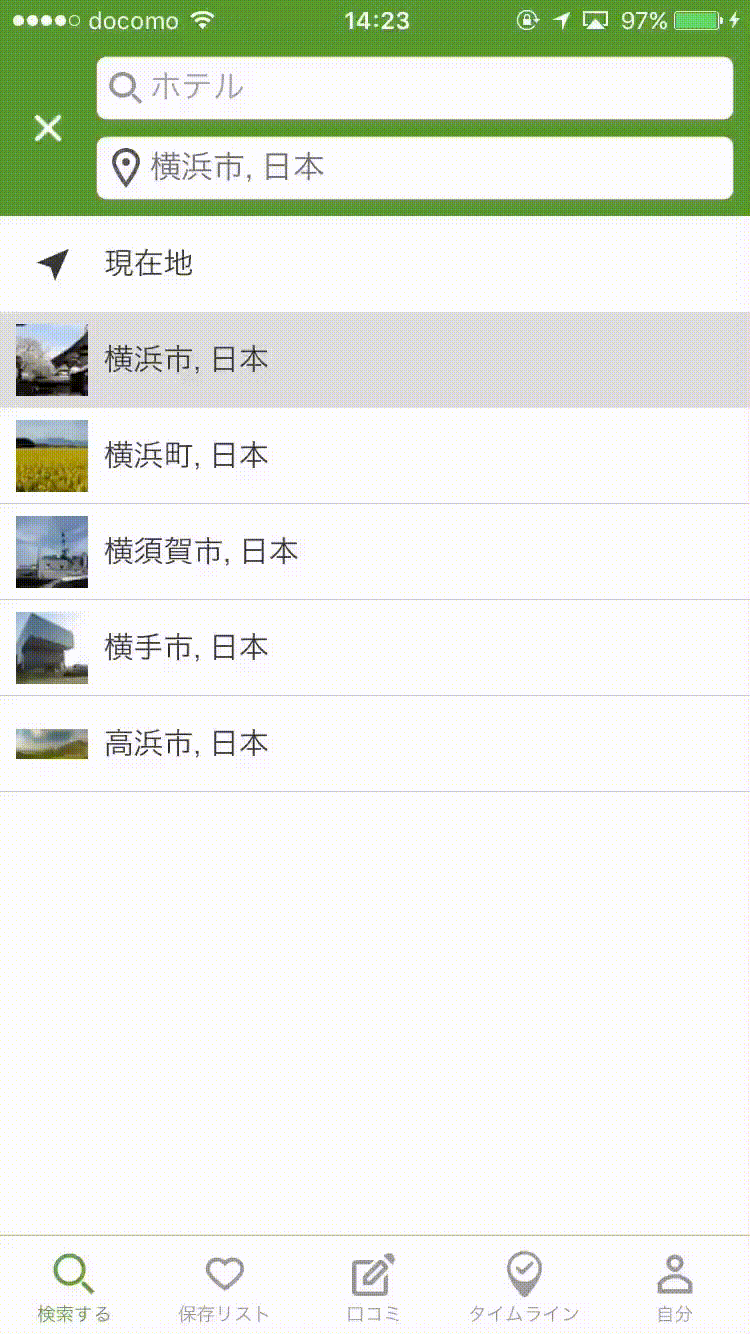 docomo 14:23 97%
ホテル
横浜市, 日本
現在地
横浜市, 日本
横浜町, 日本
横須賀市, 日本
横手市, 日本
高浜市, 日本
検索する 保存リスト 口コミ タイムライン 自分